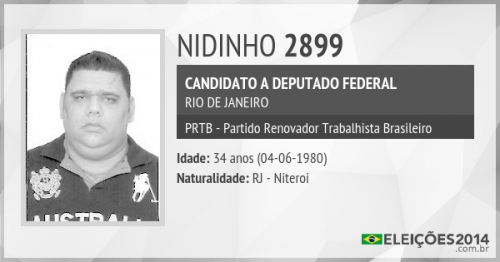 NIDINHO 2899
CANDIDATO A DEPUTADO FEDERAL
RIO DE JANEIRO
PRTB - Partido Renovador Trabalhista Brasileiro
Idade: 34 anos (04-06-1980)
Naturalidade: RJ - Niteroi
AUSTRAL
ELEIÇÕES2014
.com.br